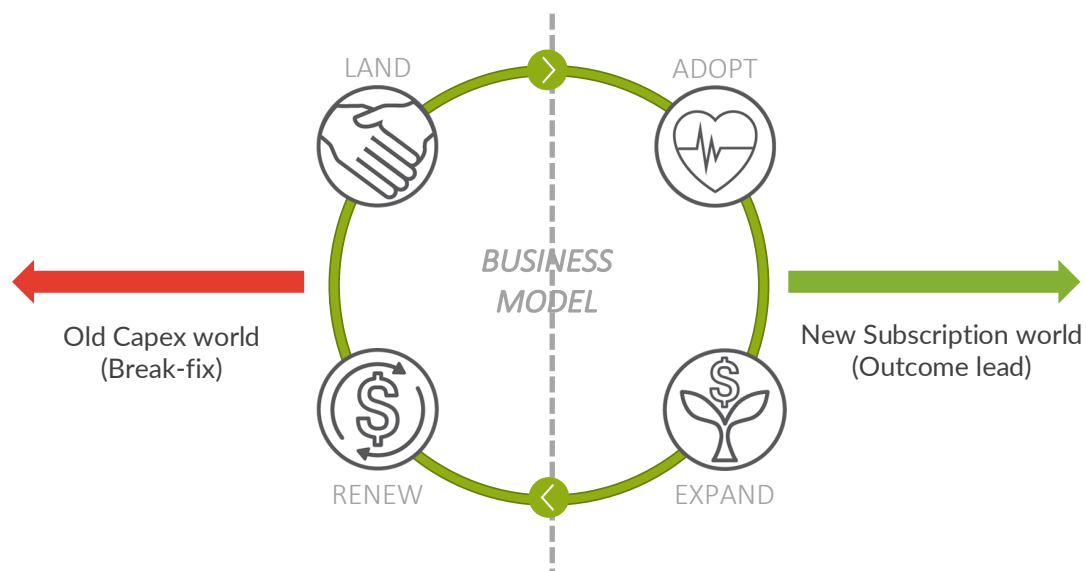 LAND
ADOPT
BUSINESS
MODEL
Old Capex world
(Break-fix)
New Subscription world
(Outcome lead)
RENEW
EXPAND